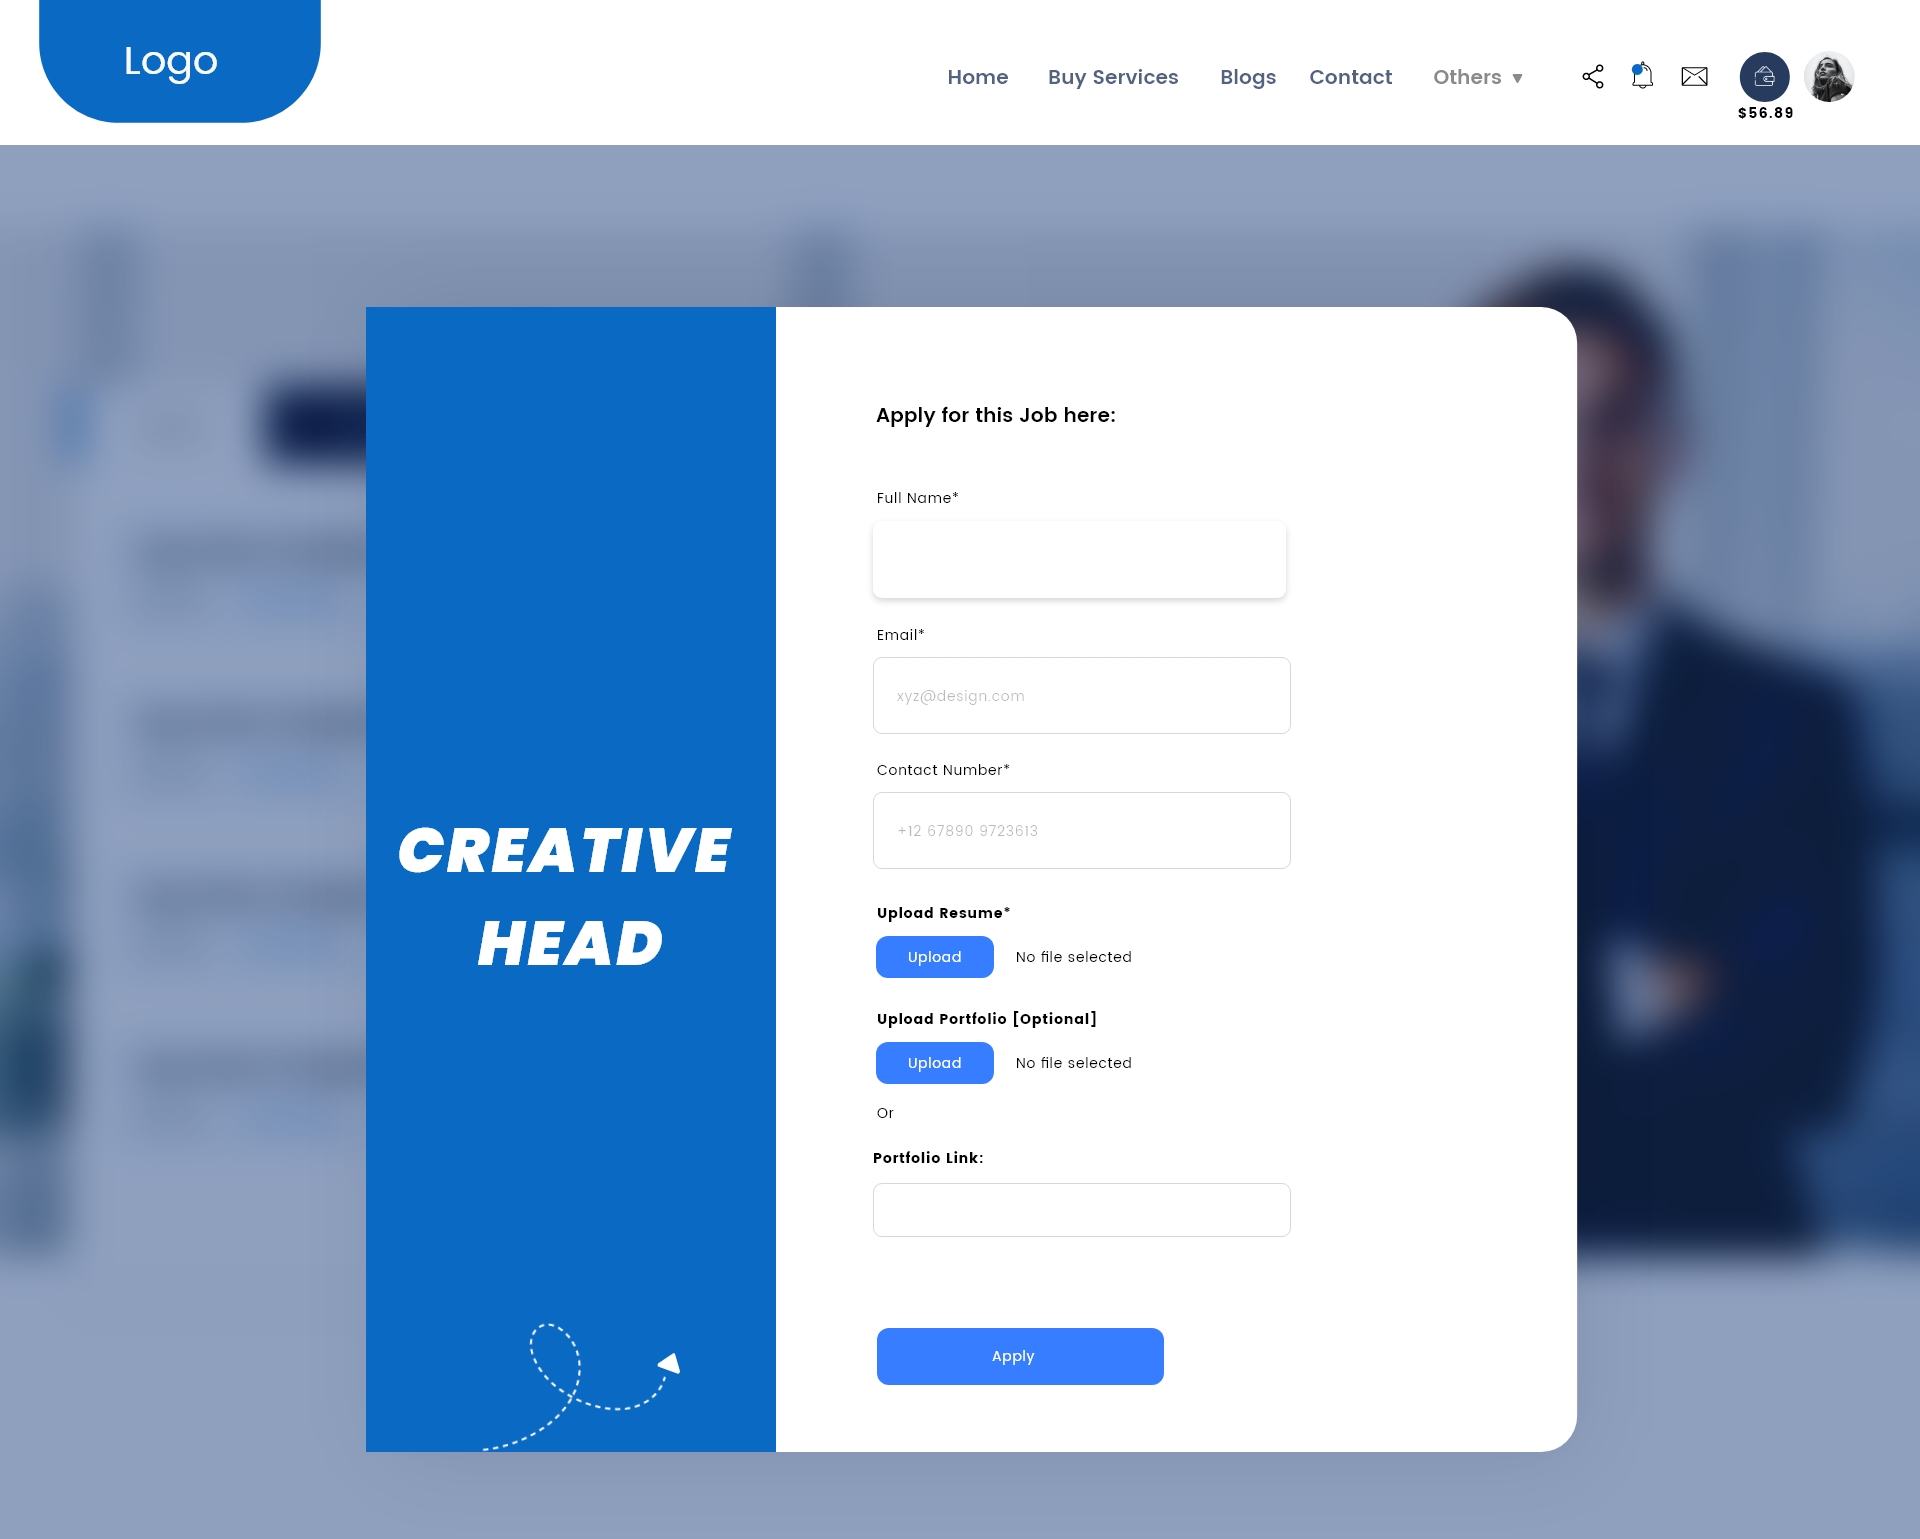 Logo
Home Buy Services Blogs Contact Others ▼
$56.89
Apply for this Job here:
Full Name*
Email*
xyz@design.com
Contact Number*
+12 67890 9723613
CREATIVE
HEAD
Upload Resume*
Upload No file selected
Upload Portfolio [Optional]
Upload No file selected
Or
Portfolio Link:
Apply